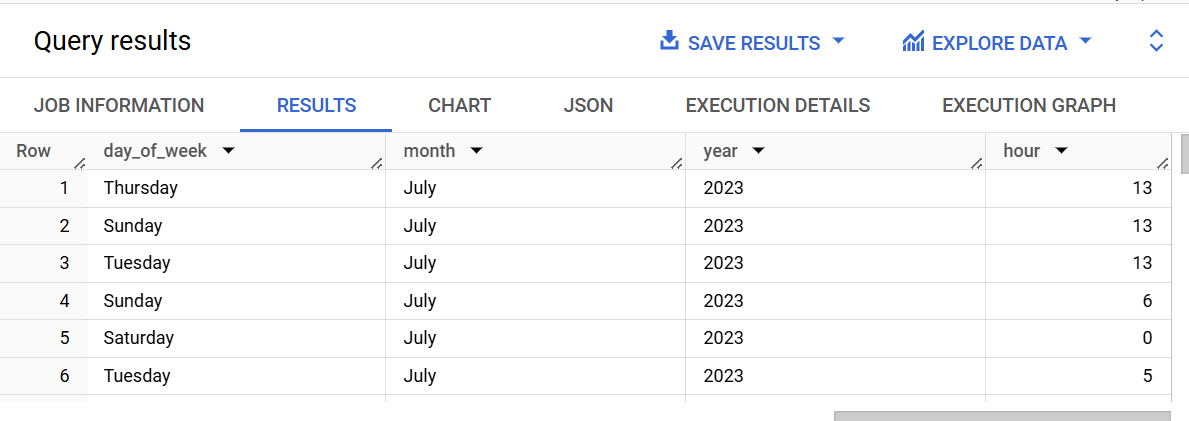 Query results SAVE RESULTS EXPLORE DATA
JOB INFORMATION RESULTS CHART JSON EXECUTION DETAILS EXECUTION GRAPH
Row day_of_week month year hour
1 Thursday July 2023 13
2 Sunday July 2023 13
3 Tuesday July 2023 13
4 Sunday July 2023 6
5 Saturday July 2023 0
6 Tuesday July 2023 5